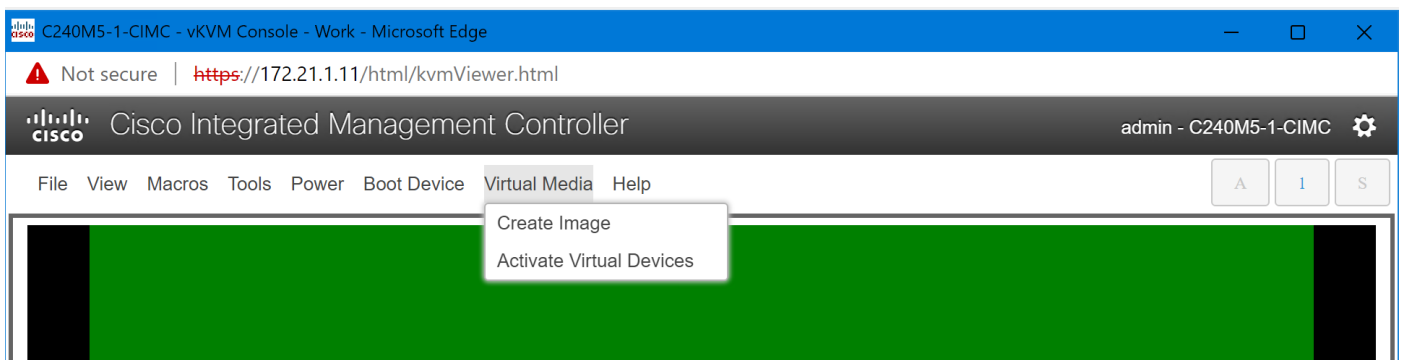 C240M5-1-CIMC - vKVM Console - Work - Microsoft Edge
Not secure | https://172.21.1.11/html/kvmViewer.html
cisco Cisco Integrated Management Controller admin - C240M5-1-CIMC
File View Macros Tools Power Boot Device Virtual Media Help A 1 S
Create Image
Activate Virtual Devices